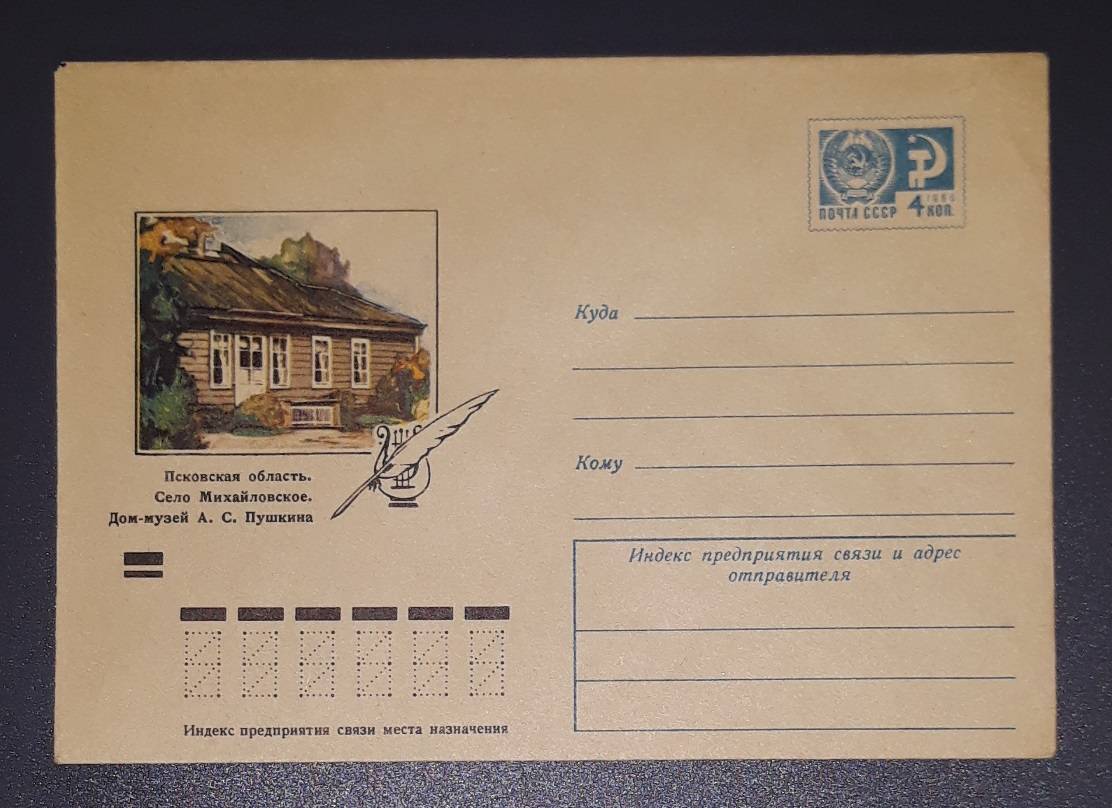 ПОЧТА СССР
1966
4 КОП.
Куда
Кому
Псковская область.
Село Михайловское.
Дом-музей А. С. Пушкина
Индекс предприятия связи и адрес
отправителя
Индекс предприятия связи места назначения